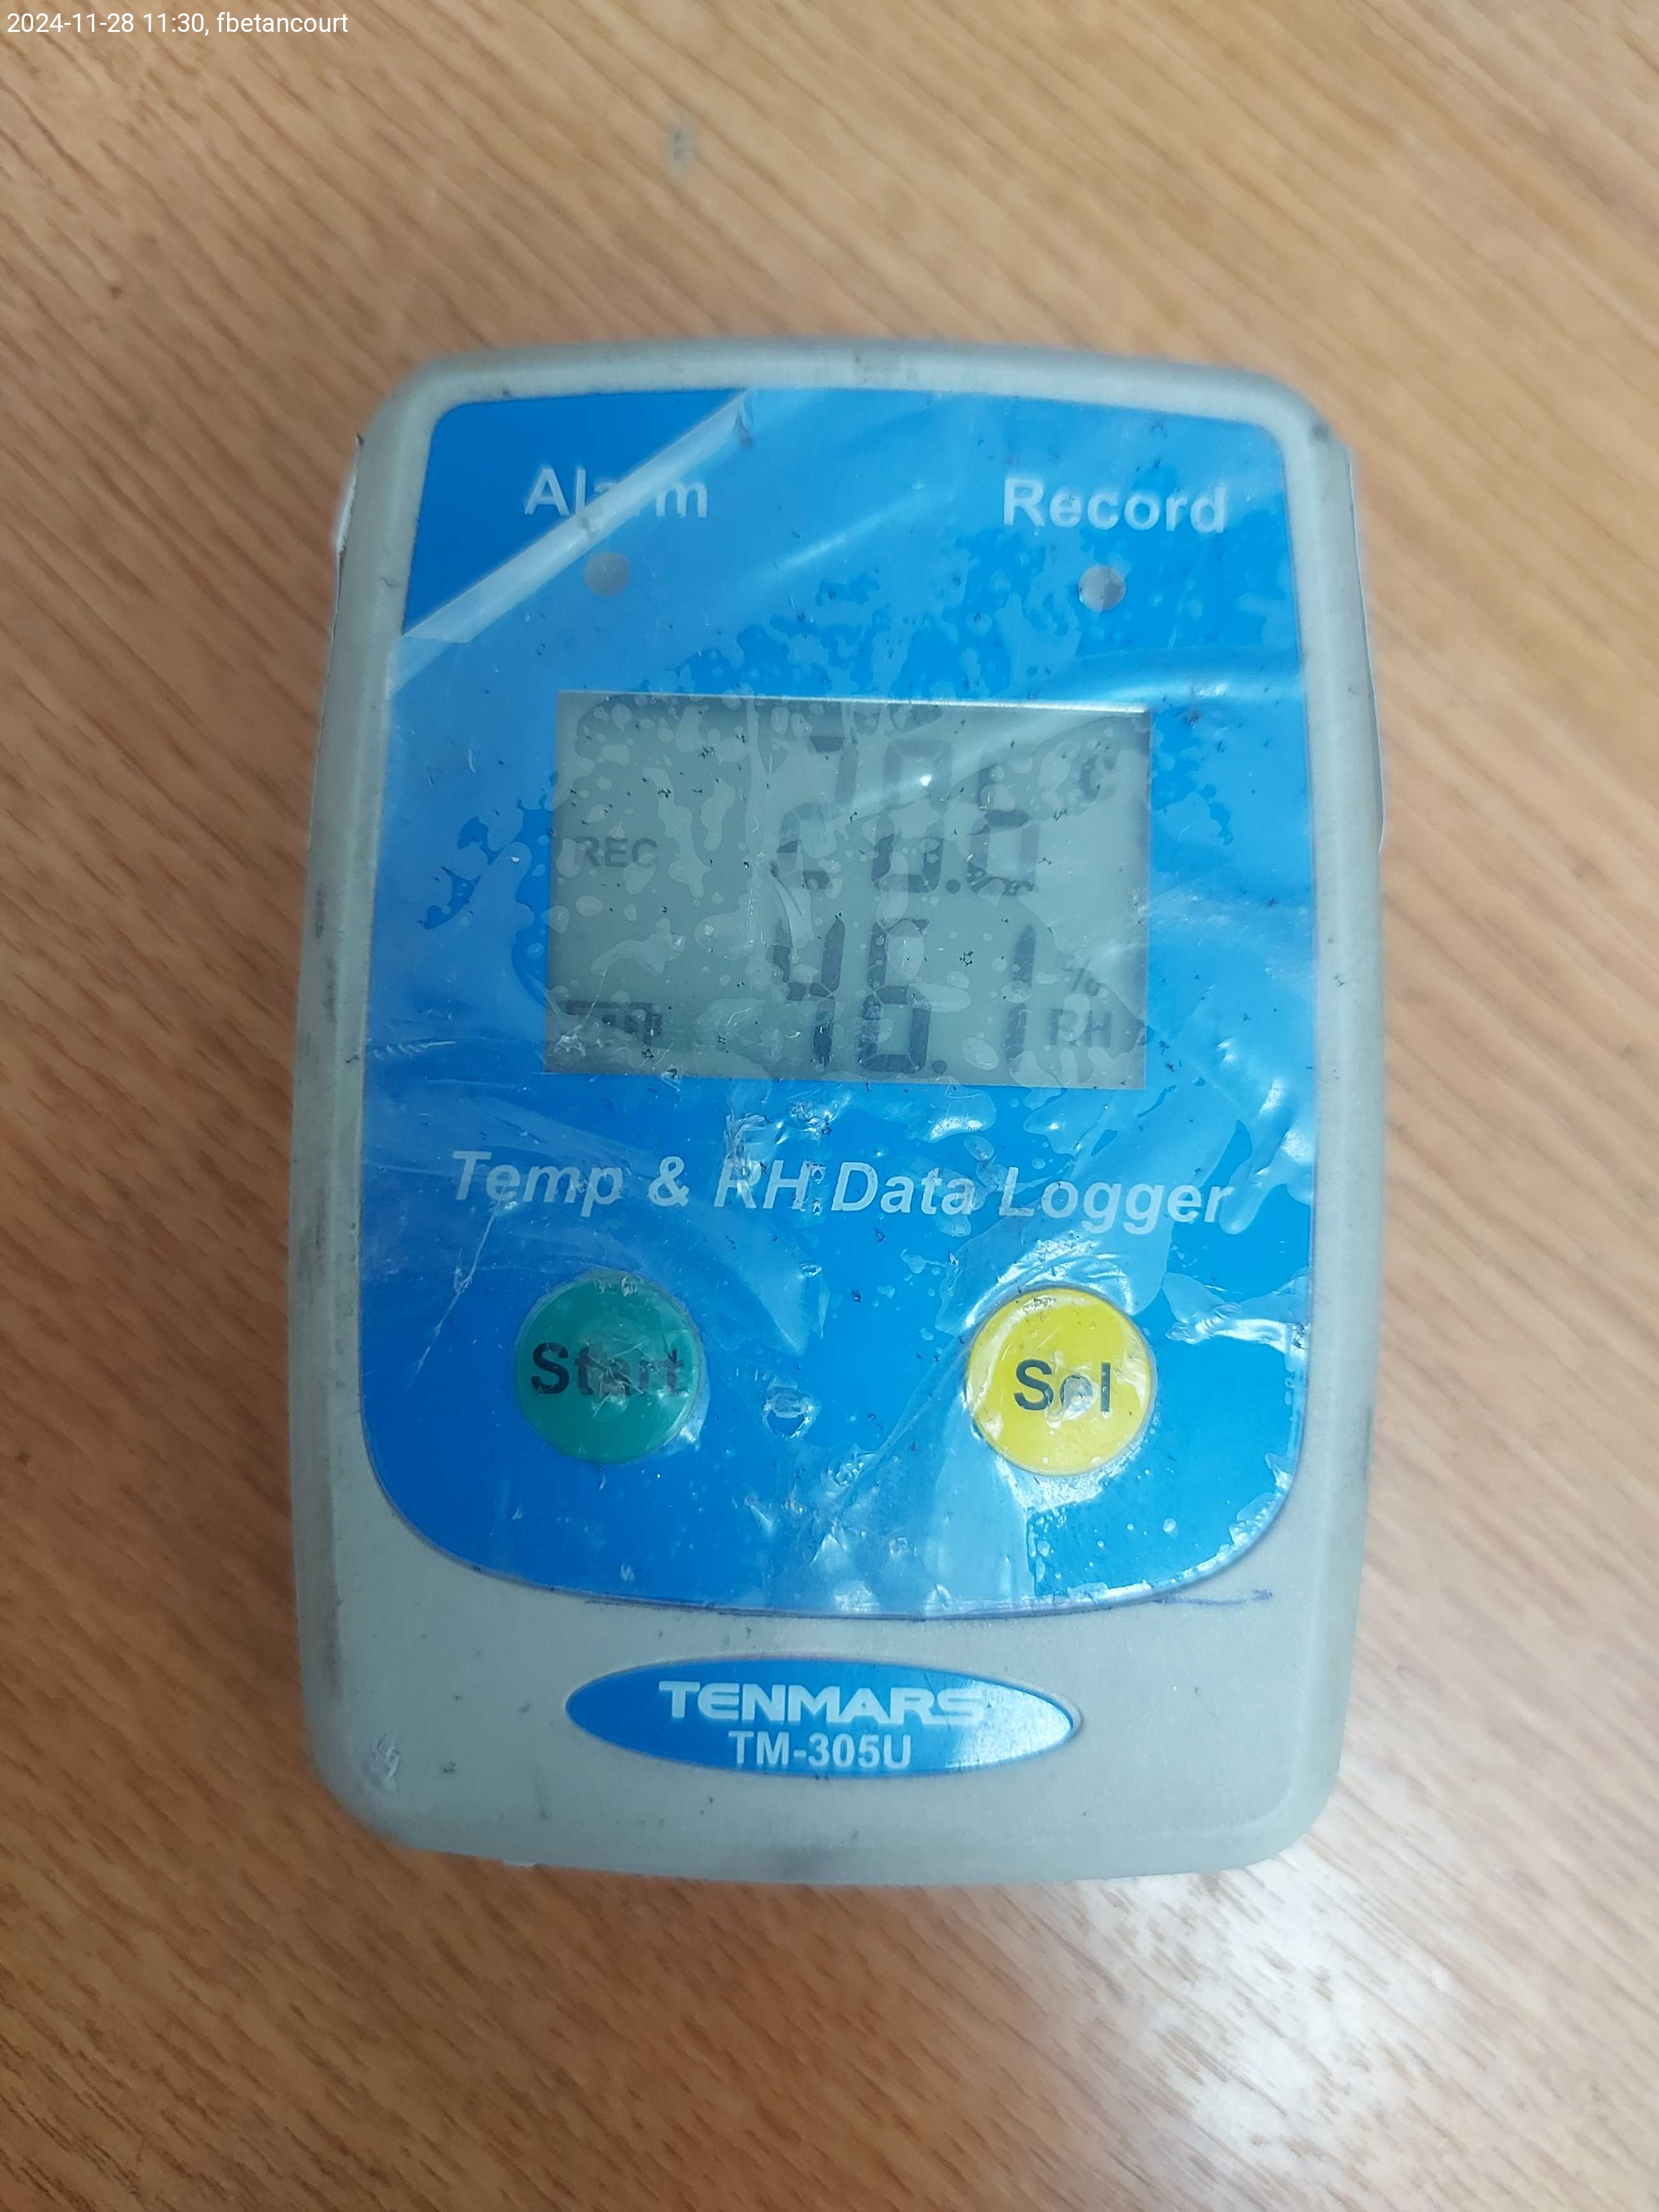 2024-11-28 11:30, fbetancourt
Alarm Record
°C
REC
46.1 % RH
Temp & RH Data Logger
Start Sel
TENMARS
TM-305U